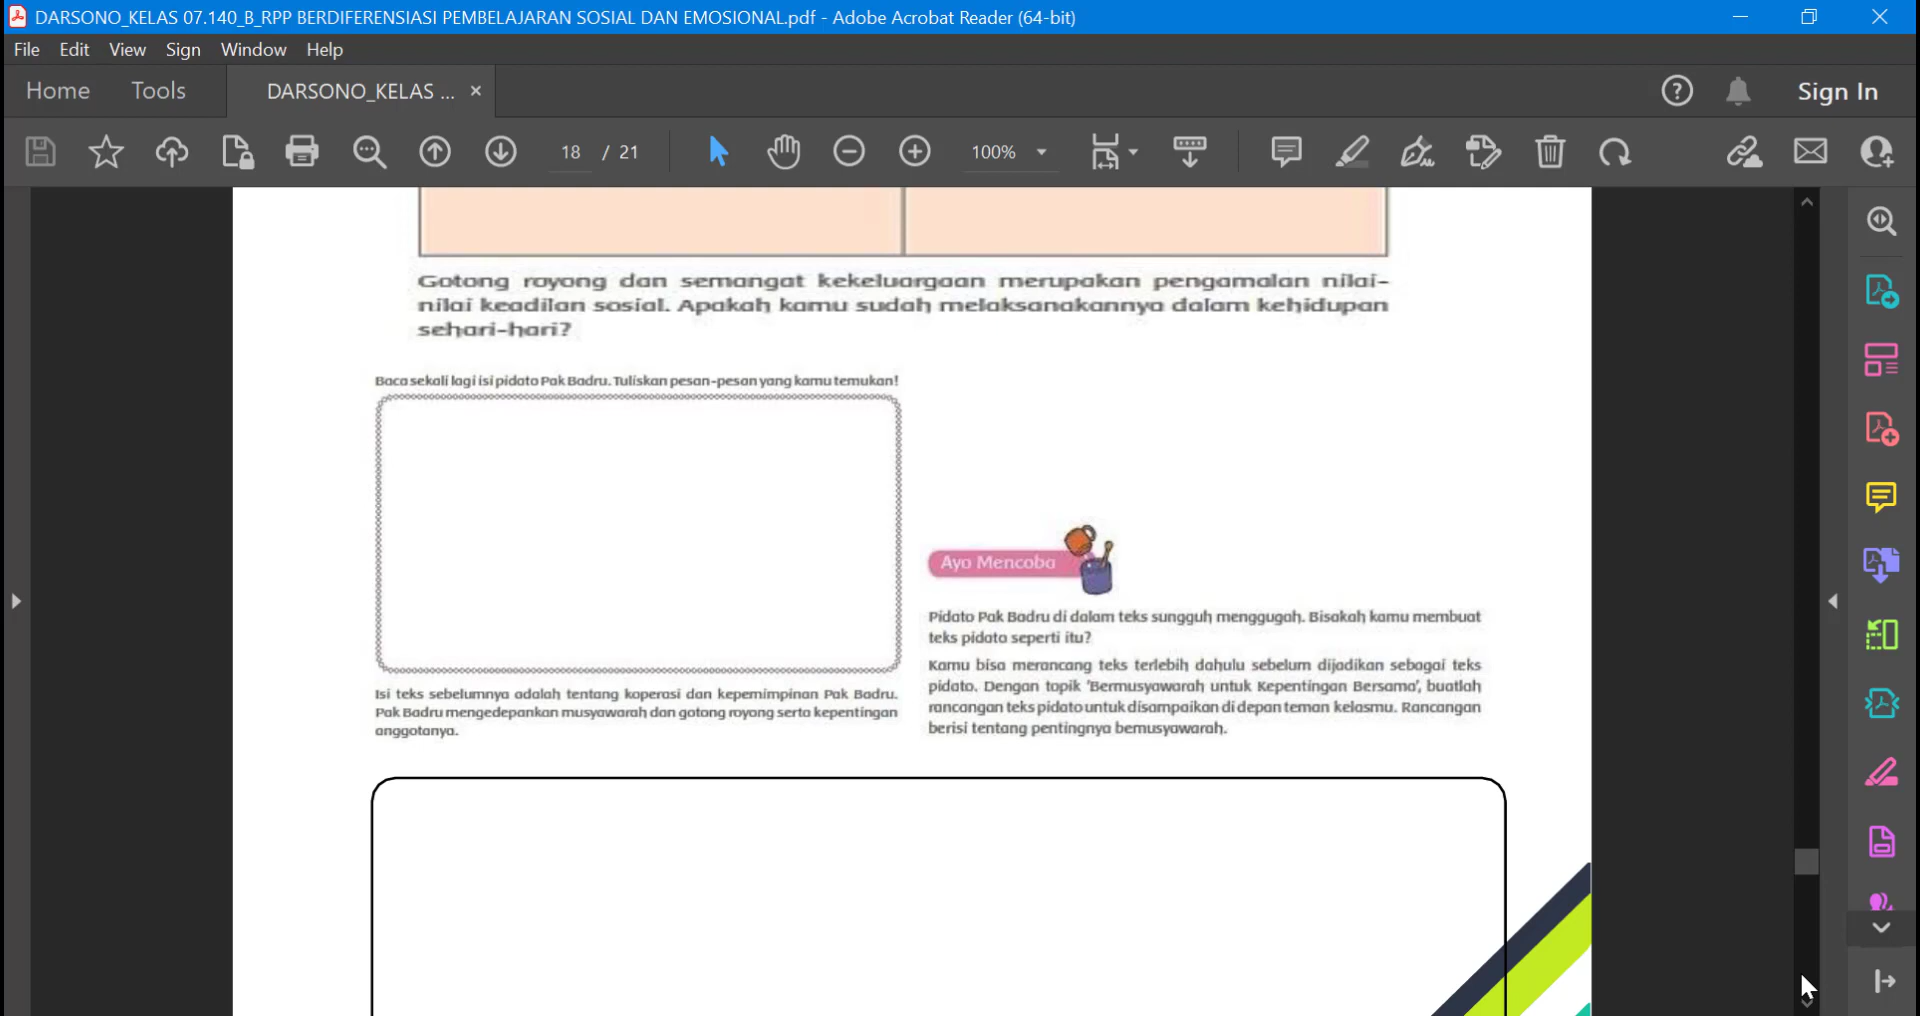 DARSONO_KELAS 07.140_B_RPP BERDIFERENSIASI PEMBELAJARAN SOSIAL DAN EMOSIONAL.pdf - Adobe Acrobat Reader (64-bit)
File Edit View Sign Window Help
Home Tools DARSONO_KELAS ... × Sign In
18 / 21 100%
Gotong royong dan semangat kekeluargaan merupakan pengamalan nilai-
nilai keadilan sosial. Apakah kamu sudah melaksanakannya dalam kehidupan
sehari-hari?
Baca sekali lagi isi pidato Pak Badru. Tuliskan pesan-pesan yang kamu temukan!
Isi teks sebelumnya adalah tentang koperasi dan kepemimpinan Pak Badru.
Pak Badru mengedepankan musyawarah dan gotong royong serta kepentingan
anggotanya.
Ayo Mencoba
Pidato Pak Badru di dalam teks sungguh menggugah. Bisakah kamu membuat
teks pidato seperti itu?
Kamu bisa merancang teks terlebih dahulu sebelum dijadikan sebagai teks
pidato. Dengan topik 'Bermusyawarah untuk Kepentingan Bersama', buatlah
rancangan teks pidato untuk disampaikan di depan teman kelasmu. Rancangan
berisi tentang pentingnya bemusyawarah.